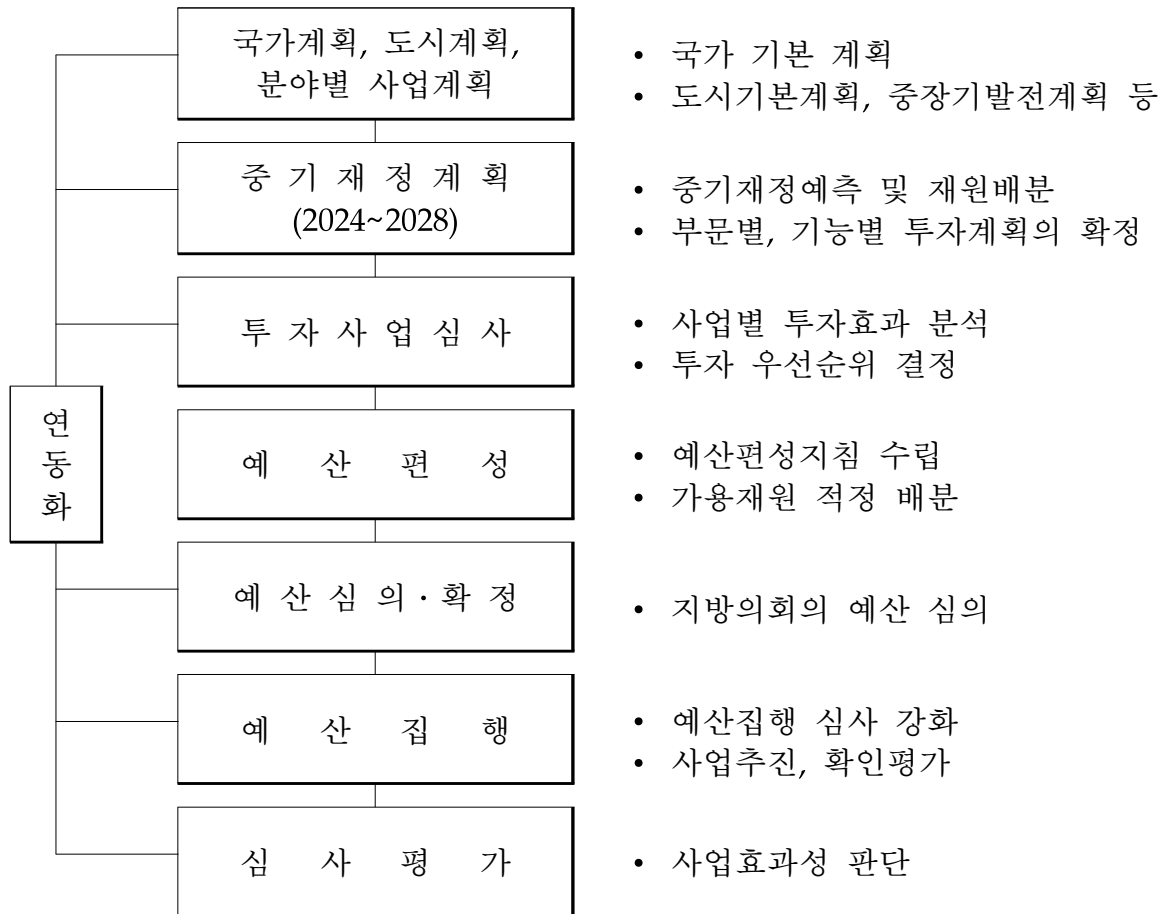 국가계획, 도시계획,
분야별 사업계획
• 국가 기본 계획
• 도시기본계획, 중장기발전계획 등
중 기 재 정 계 획
(2024~2028)
• 중기재정예측 및 재원배분
• 부문별, 기능별 투자계획의 확정
투 자 사 업 심 사
• 사업별 투자효과 분석
• 투자 우선순위 결정
연
동
화
예 산 편 성
• 예산편성지침 수립
• 가용재원 적정 배분
예 산 심 의 · 확 정
• 지방의회의 예산 심의
예 산 집 행
• 예산집행 심사 강화
• 사업추진, 확인평가
심 사 평 가
• 사업효과성 판단